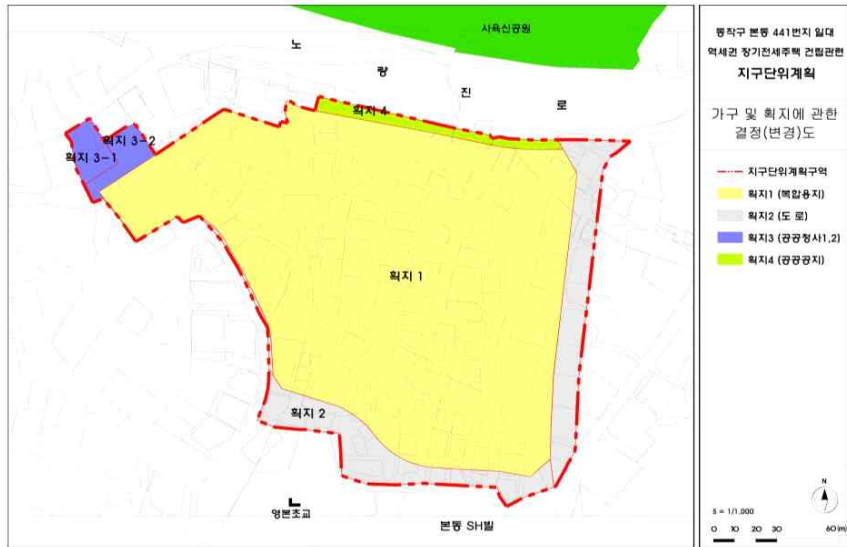 사육신공원
노
량
진
로
획지 4
획지 3-2
획지 3-1
획지 1
획지 2
영본초교
본동 SH빌
동작구 본동 441번지 일대
역세권 장기전세주택 건립관련
지구단위계획
가구 및 획지에 관한
결정(변경)도
지구단위계획구역
획지1 (복합용지)
획지2 (도 로)
획지3 (공공청사1,2)
획지4 (공공공지)
N
S = 1/1,000
0 10 20 30 60 (m)